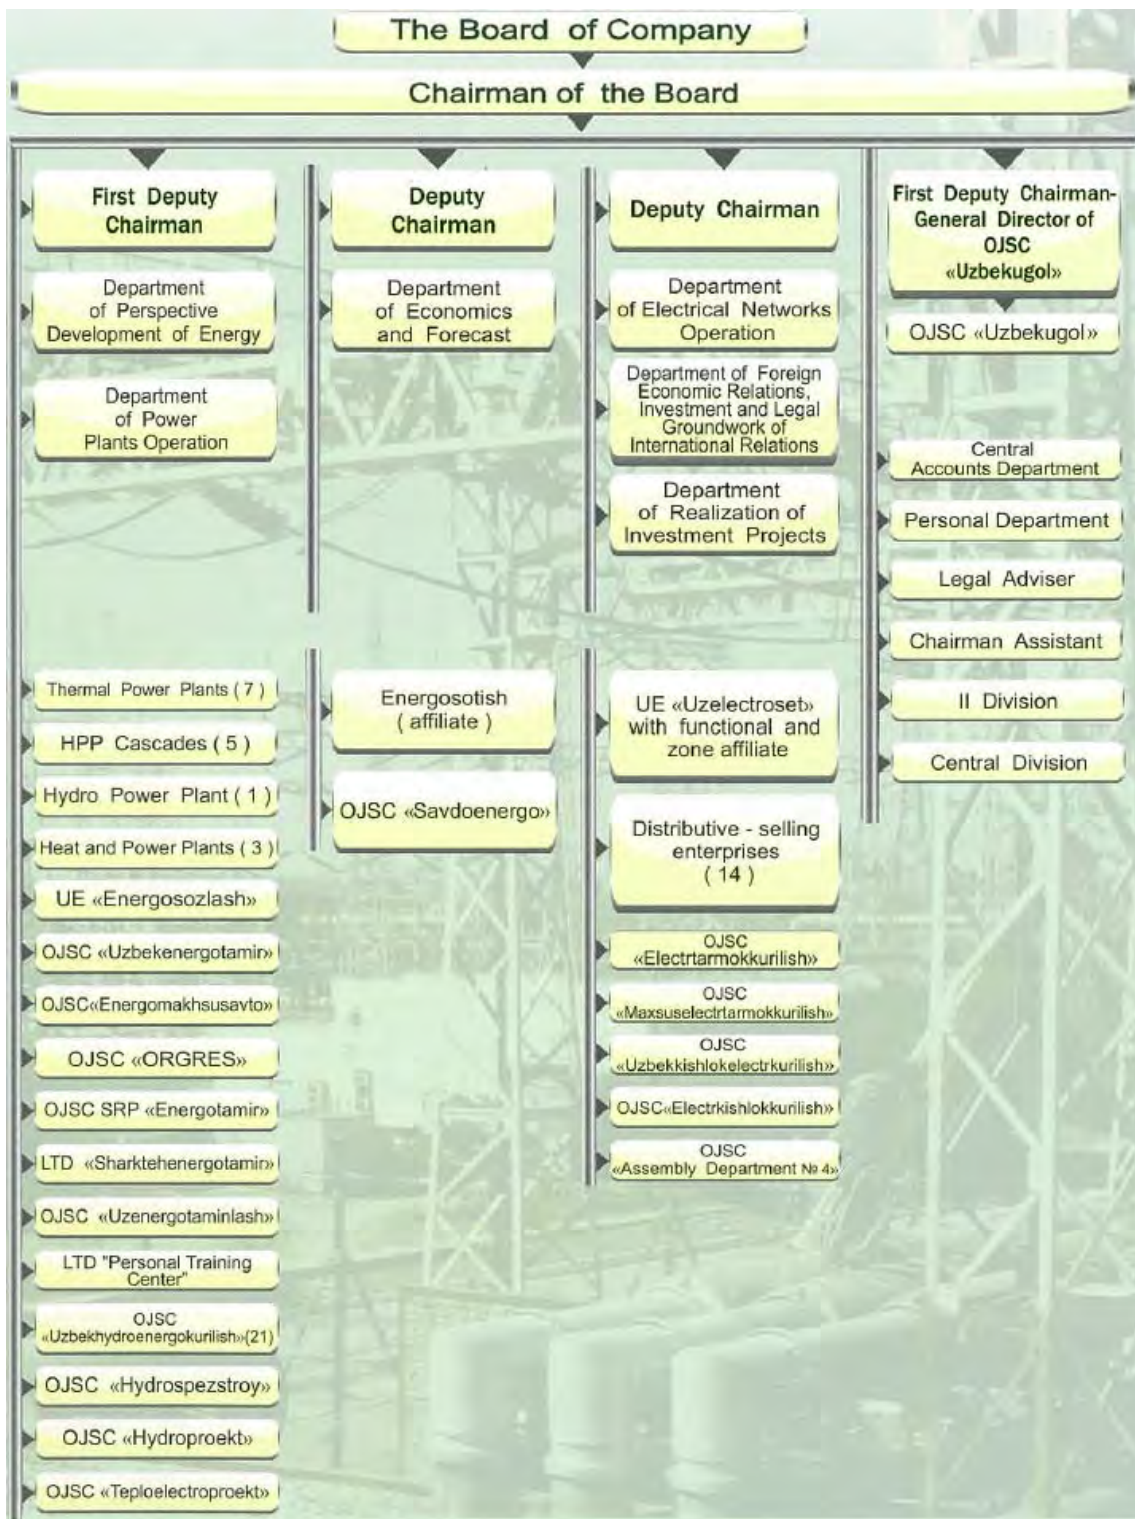 The Board of Company
Chairman of the Board
First Deputy
Chairman
Department
of Perspective
Development of Energy
Department
of Power
Plants Operation
Thermal Power Plants ( 7 )
HPP Cascades ( 5 )
Hydro Power Plant ( 1 )
Heat and Power Plants ( 3 )
UE «Energosozlash»
OJSC «Uzbekenergotamir»
OJSC«Energomakhsusavto»
OJSC «ORGRES»
OJSC SRP «Energotamir»
LTD «Sharktehenergotamir»
OJSC «Uzenergotaminlash»
LTD "Personal Training
Center"
OJSC
«Uzbekhydroenergokurilish»(21)
OJSC «Hydrospezstroy»
OJSC «Hydroproekt»
OJSC «Teploelectroproekt»
Deputy
Chairman
Department
of Economics
and Forecast
Energosotish
( affiliate )
OJSC «Savdoenergo»
Deputy Chairman
Department
of Electrical Networks
Operation
Department of Foreign
Economic Relations,
Investment and Legal
Groundwork of
International Relations
Department
of Realization of
Investment Projects
UE «Uzelectroset»
with functional and
zone affiliate
Distributive - selling
enterprises
( 14 )
OJSC
«Electrtarmokkurilish»
OJSC
«Maxsuselectrtarmokkurilish»
OJSC
«Uzbekkishlokelectrkurilish»
OJSC«Electrkishlokkurilish»
OJSC
«Assembly Department № 4»
First Deputy Chairman-
General Director of
OJSC
«Uzbekugol»
OJSC «Uzbekugol»
Central
Accounts Department
Personal Department
Legal Adviser
Chairman Assistant
II Division
Central Division